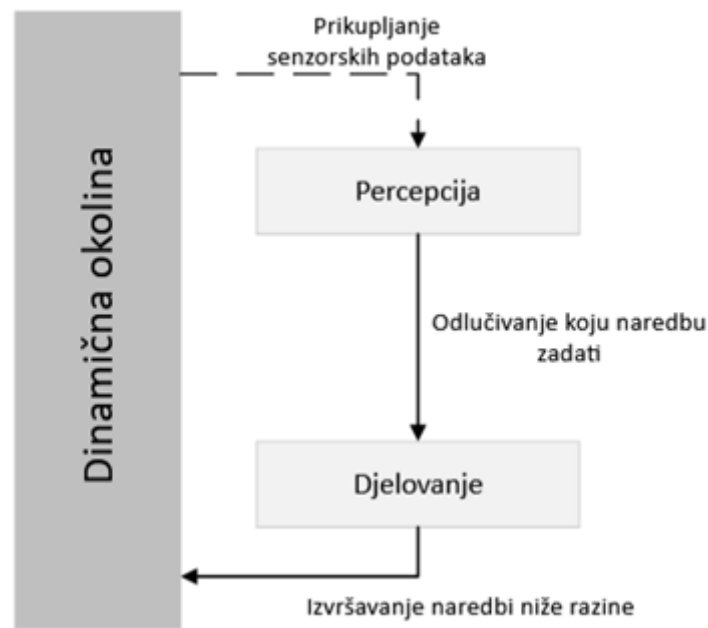 Prikupljanje
senzorskih podataka
Dinamična okolina
Percepcija
Odlučivanje koju naredbu
zadati
Djelovanje
Izvršavanje naredbi niže razine